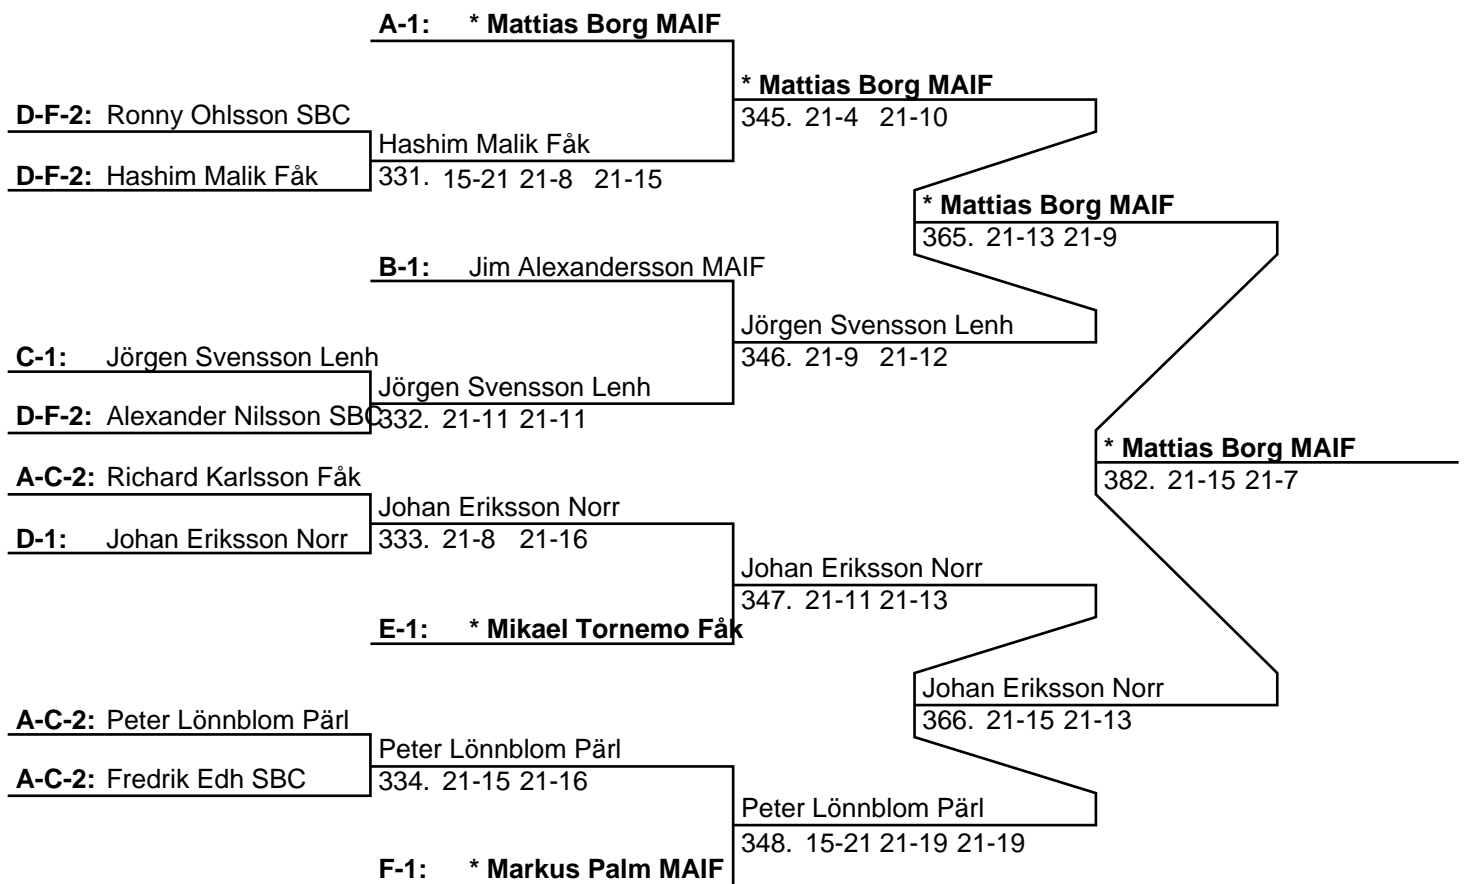 A-1: * Mattias Borg MAIF
* Mattias Borg MAIF
D-F-2: Ronny Ohlsson SBC
345. 21-4 21-10
Hashim Malik Fåk
D-F-2: Hashim Malik Fåk
331. 15-21 21-8 21-15
* Mattias Borg MAIF
365. 21-13 21-9
B-1: Jim Alexandersson MAIF
Jörgen Svensson Lenh
C-1: Jörgen Svensson Lenh
346. 21-9 21-12
Jörgen Svensson Lenh
D-F-2: Alexander Nilsson SBC
332. 21-11 21-11
* Mattias Borg MAIF
A-C-2: Richard Karlsson Fåk
382. 21-15 21-7
Johan Eriksson Norr
D-1: Johan Eriksson Norr
333. 21-8 21-16
Johan Eriksson Norr
347. 21-11 21-13
E-1: * Mikael Tornemo Fåk
Johan Eriksson Norr
A-C-2: Peter Lönnblom Pärl
366. 21-15 21-13
Peter Lönnblom Pärl
A-C-2: Fredrik Edh SBC
334. 21-15 21-16
Peter Lönnblom Pärl
348. 15-21 21-19 21-19
F-1: * Markus Palm MAIF